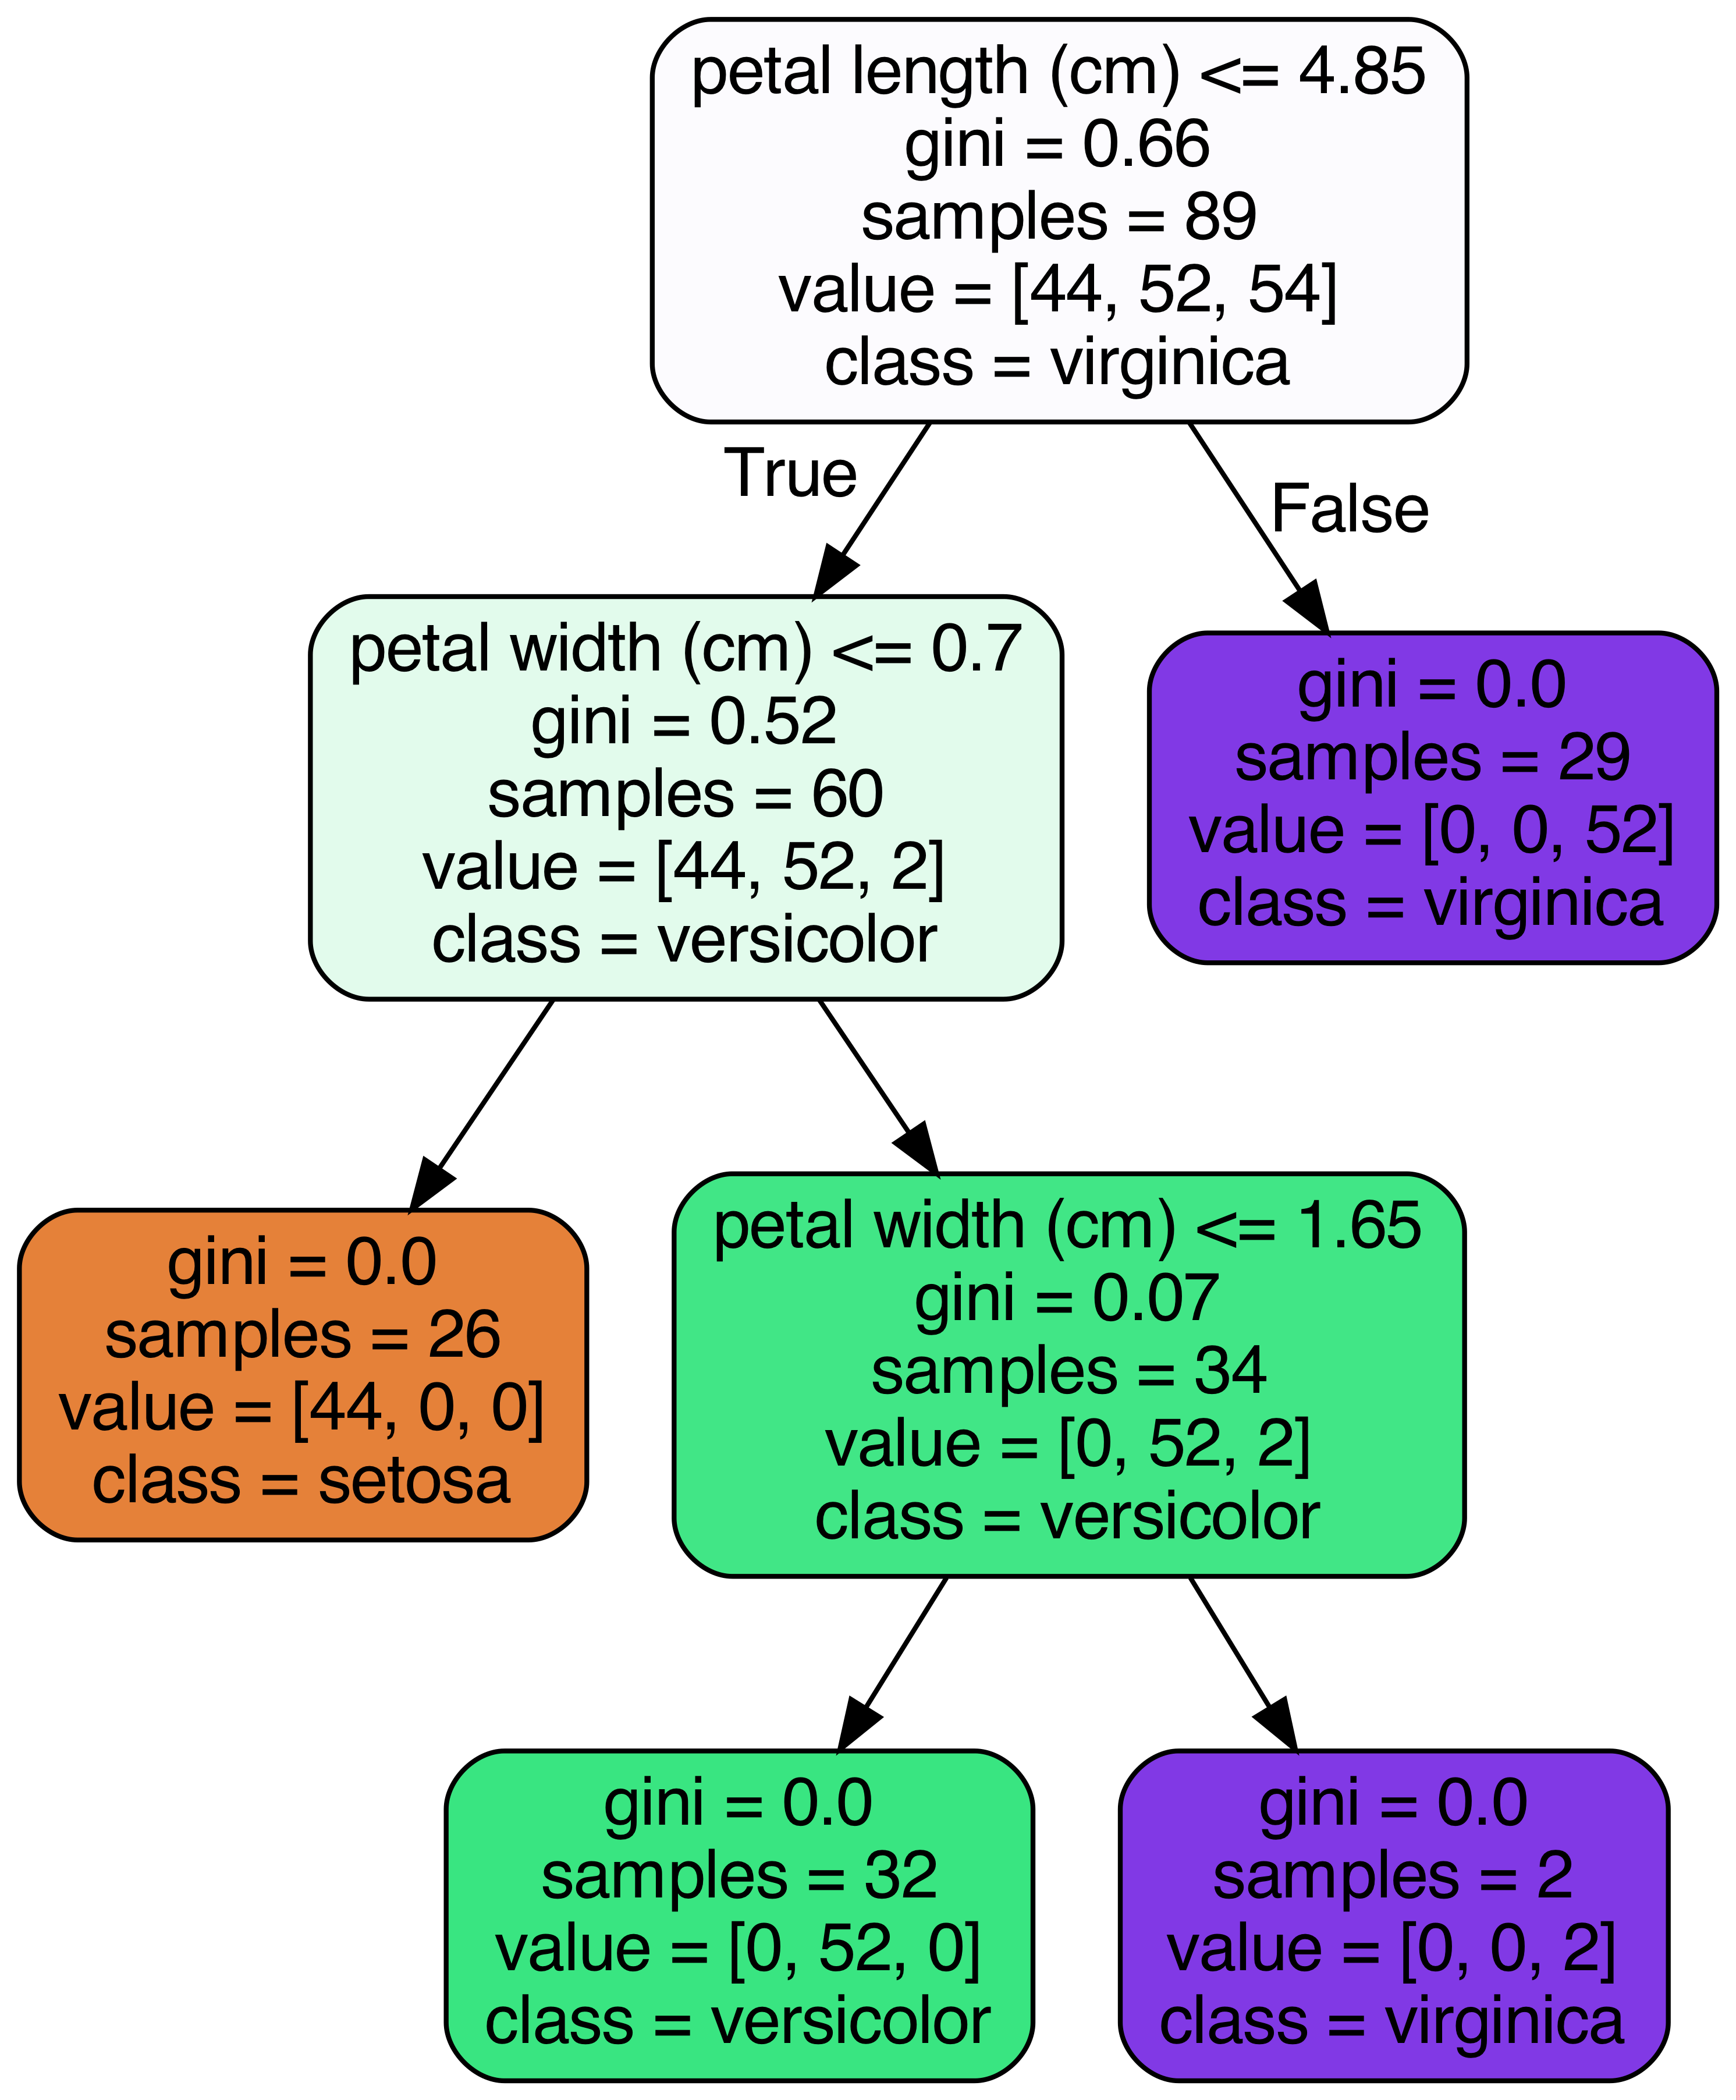 petal length (cm) <= 4.85
gini = 0.66
samples = 89
value = [44, 52, 54]
class = virginica
True
False
petal width (cm) <= 0.7
gini = 0.52
samples = 60
value = [44, 52, 2]
class = versicolor
gini = 0.0
samples = 29
value = [0, 0, 52]
class = virginica
gini = 0.0
samples = 26
value = [44, 0, 0]
class = setosa
petal width (cm) <= 1.65
gini = 0.07
samples = 34
value = [0, 52, 2]
class = versicolor
gini = 0.0
samples = 32
value = [0, 52, 0]
class = versicolor
gini = 0.0
samples = 2
value = [0, 0, 2]
class = virginica